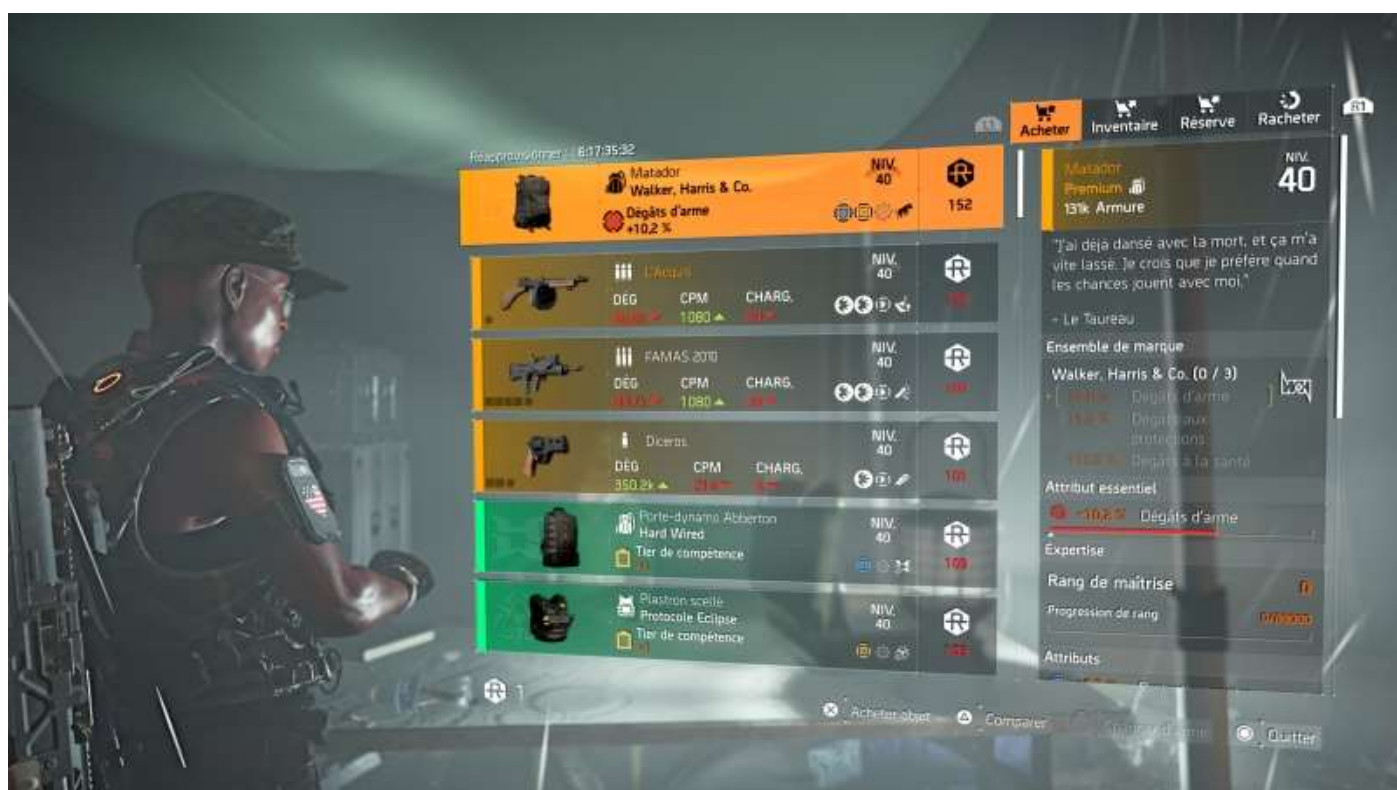 Acheter
Inventaire
Réserve
Racheter
R1
6:17:35:32
Matador
Walker, Harris & Co.
Dégâts d'arme
+10,2 %
NIV.
40
152
DÉG CPM CHARG.
1080
NIV.
40
FAMAS 2010
DÉG CPM CHARG.
1080
NIV.
40
Diceros
DÉG CPM CHARG.
350.2k
NIV.
40
Porte-dynamo Abberton
Hard Wired
Tier de compétence
NIV.
40
Plastron scellé
Protocole Eclipse
Tier de compétence
NIV.
40
1
Matador
Premium
131k Armure
NIV.
40
"J'ai déjà dansé avec la mort, et ça m'a
vite lassé. Je crois que je préfère quand
les chances jouent avec moi."
- Le Taureau
Ensemble de marque
Walker, Harris & Co. (0 / 3)
Dégâts d'arme
Dégâts aux
protections
Dégâts à la santé
Attribut essentiel
+10,2 % Dégâts d'arme
Expertise
Rang de maîtrise 0
Progression de rang
Attributs
Acheter objet
Comparer
Quitter